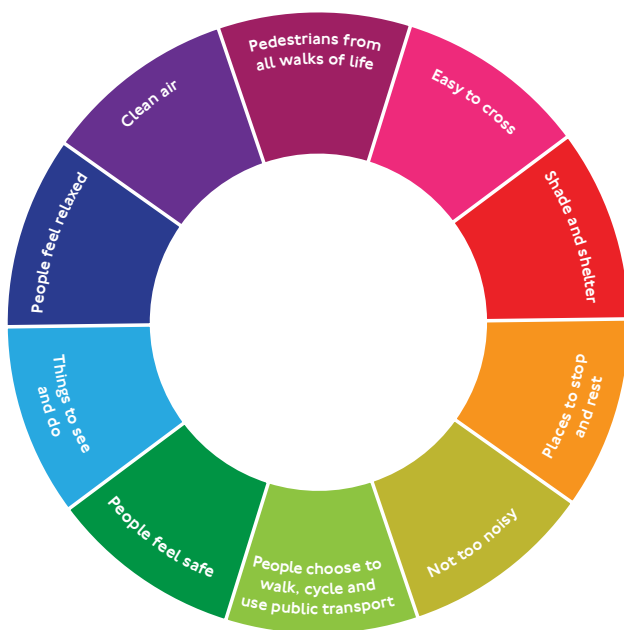 Pedestrians from
all walks of life
Easy to cross
Shade and shelter
Places to stop
and rest
Not too noisy
People choose to
walk, cycle and
use public transport
People feel safe
Things to see
and do
People feel relaxed
Clean air